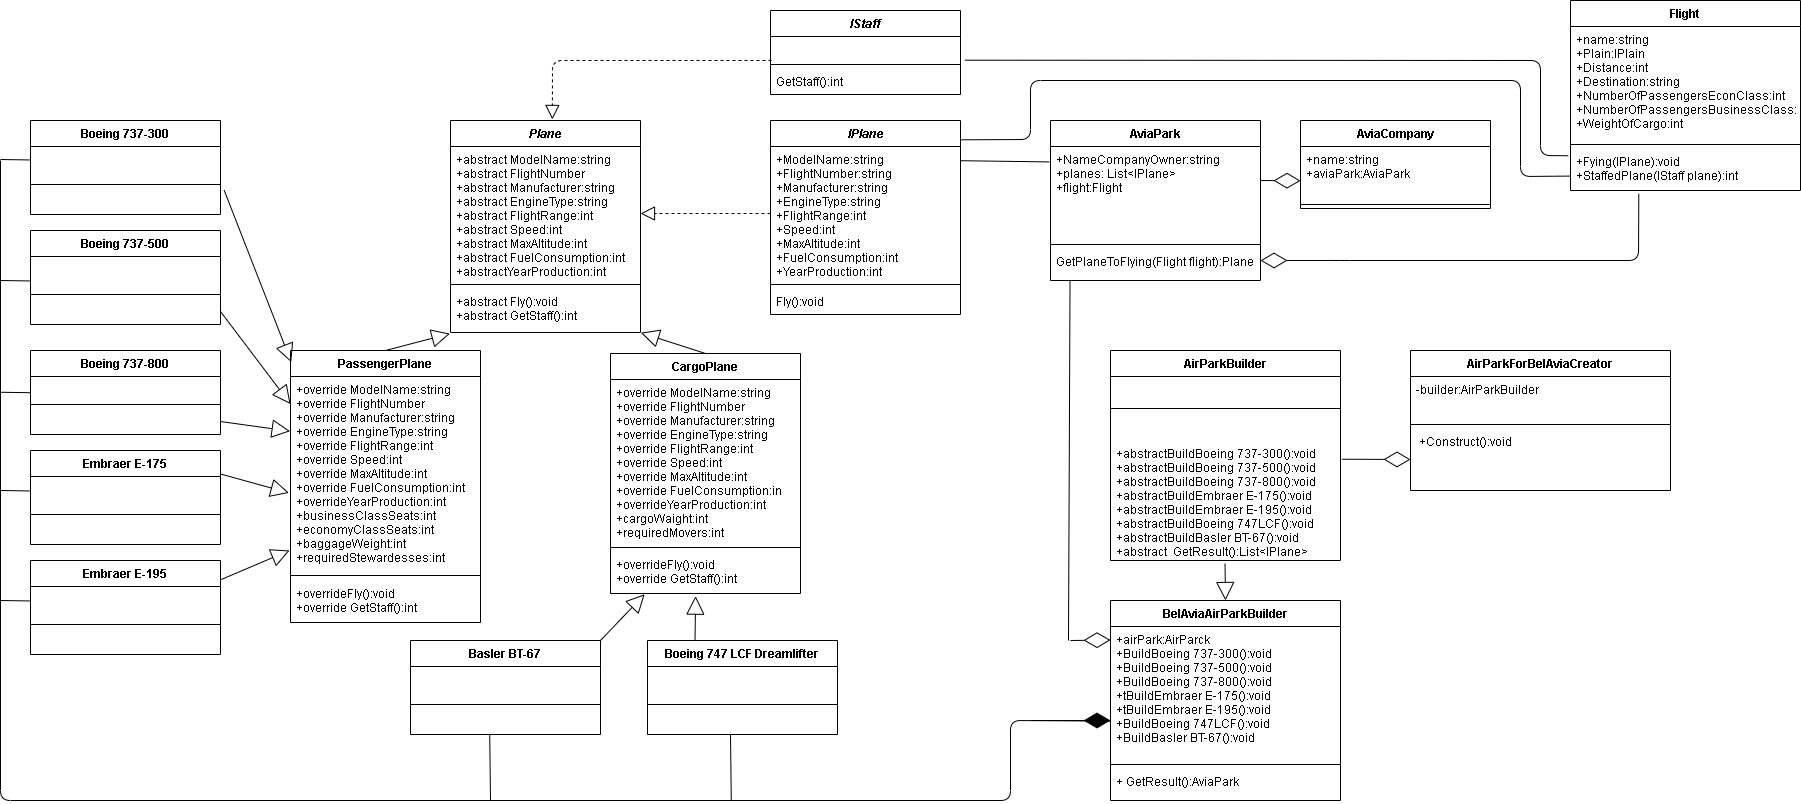 IStaff
GetStaff():int
Flight
+name:string
+Plain:IPlain
+Distance:int
+Destination:string
+NumberOfPassengersEconClass:int
+NumberOfPassengersBusinessClass:
+WeightOfCargo:int
+Fying(IPlane):void
+StaffedPlane(IStaff plane):int
Boeing 737-300
Boeing 737-500
Boeing 737-800
Embraer E-175
Embraer E-195
Plane
+abstract ModelName:string
+abstract FlightNumber
+abstract Manufacturer:string
+abstract EngineType:string
+abstract FlightRange:int
+abstract Speed:int
+abstract MaxAltitude:int
+abstract FuelConsumption:int
+abstractYearProduction:int
+abstract Fly():void
+abstract GetStaff():int
IPlane
+ModelName:string
+FlightNumber:string
+Manufacturer:string
+EngineType:string
+FlightRange:int
+Speed:int
+MaxAltitude:int
+FuelConsumption:int
+YearProduction:int
Fly():void
AviaPark
+NameCompanyOwner:string
+planes: List<IPlane>
+flight:Flight
GetPlaneToFlying(Flight flight):Plane
AviaCompany
+name:string
+aviaPark:AviaPark
PassengerPlane
+override ModelName:string
+override FlightNumber
+override Manufacturer:string
+override EngineType:string
+override FlightRange:int
+override Speed:int
+override MaxAltitude:int
+override FuelConsumption:int
+overrideYearProduction:int
+businessClassSeats:int
+economyClassSeats:int
+baggageWeight:int
+requiredStewardesses:int
+overrideFly():void
+override GetStaff():int
CargoPlane
+override ModelName:string
+override FlightNumber
+override Manufacturer:string
+override EngineType:string
+override FlightRange:int
+override Speed:int
+override MaxAltitude:int
+override FuelConsumption:in
+overrideYearProduction:int
+cargoWaight:int
+requiredMovers:int
+overrideFly():void
+override GetStaff():int
AirParkBuilder
+abstractBuildBoeing 737-300():void
+abstractBuildBoeing 737-500():void
+abstractBuildBoeing 737-800():void
+abstractBuildEmbraer E-175():void
+abstractBuildEmbraer E-195():void
+abstractBuildBoeing 747LCF():void
+abstractBuildBasler BT-67():void
+abstract  GetResult():List<IPlane>
AirParkForBelAviaCreator
-builder:AirParkBuilder
+Construct():void
Basler BT-67
Boeing 747 LCF Dreamlifter
BelAviaAirParkBuilder
+airPark:AirParck
+BuildBoeing 737-300():void
+BuildBoeing 737-500():void
+BuildBoeing 737-800():void
+tBuildEmbraer E-175():void
+tBuildEmbraer E-195():void
+BuildBoeing 747LCF():void
+BuildBasler BT-67():void
+ GetResult():AviaPark